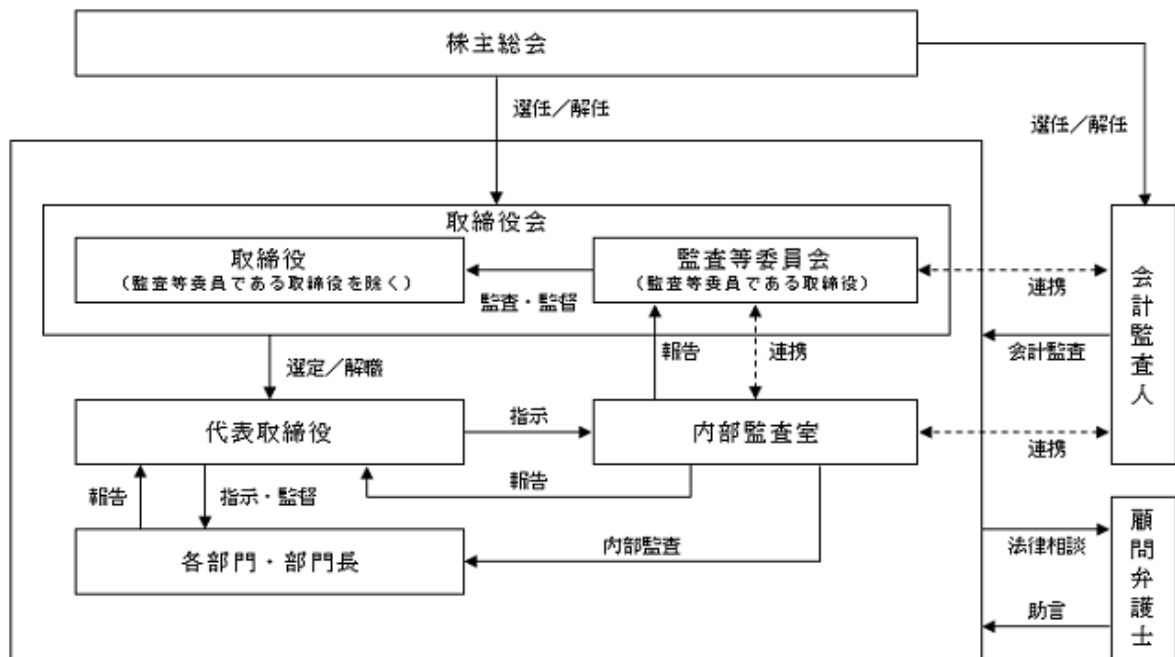 株主総会
選任／解任
選任／解任
取締役会
取締役
（監査等委員である取締役を除く）
監査等委員会
（監査等委員である取締役）
監査・監督
連携
会計監査人
報告
連携
会計監査
選定／解職
代表取締役
指示
内部監査室
連携
報告
報告
指示・監督
各部門・部門長
内部監査
法律相談
顧問弁護士
助言